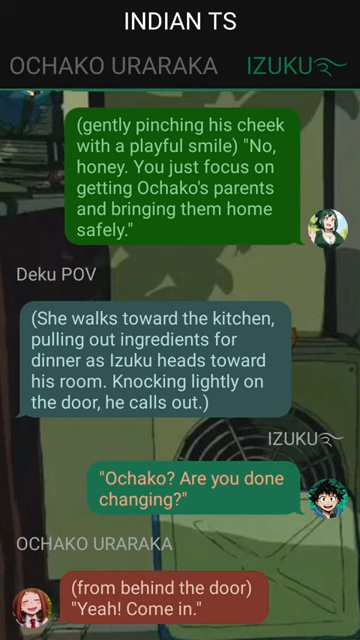 INDIAN TS
OCHAKO URARAKA IZUKU࿐
(gently pinching his cheek
with a playful smile) "No,
honey. You just focus on
getting Ochako's parents
and bringing them home
safely."
Deku POV
(She walks toward the kitchen,
pulling out ingredients for
dinner as Izuku heads toward
his room. Knocking lightly on
the door, he calls out.)
IZUKU࿐
"Ochako? Are you done
changing?"
OCHAKO URARAKA
(from behind the door)
"Yeah! Come in."